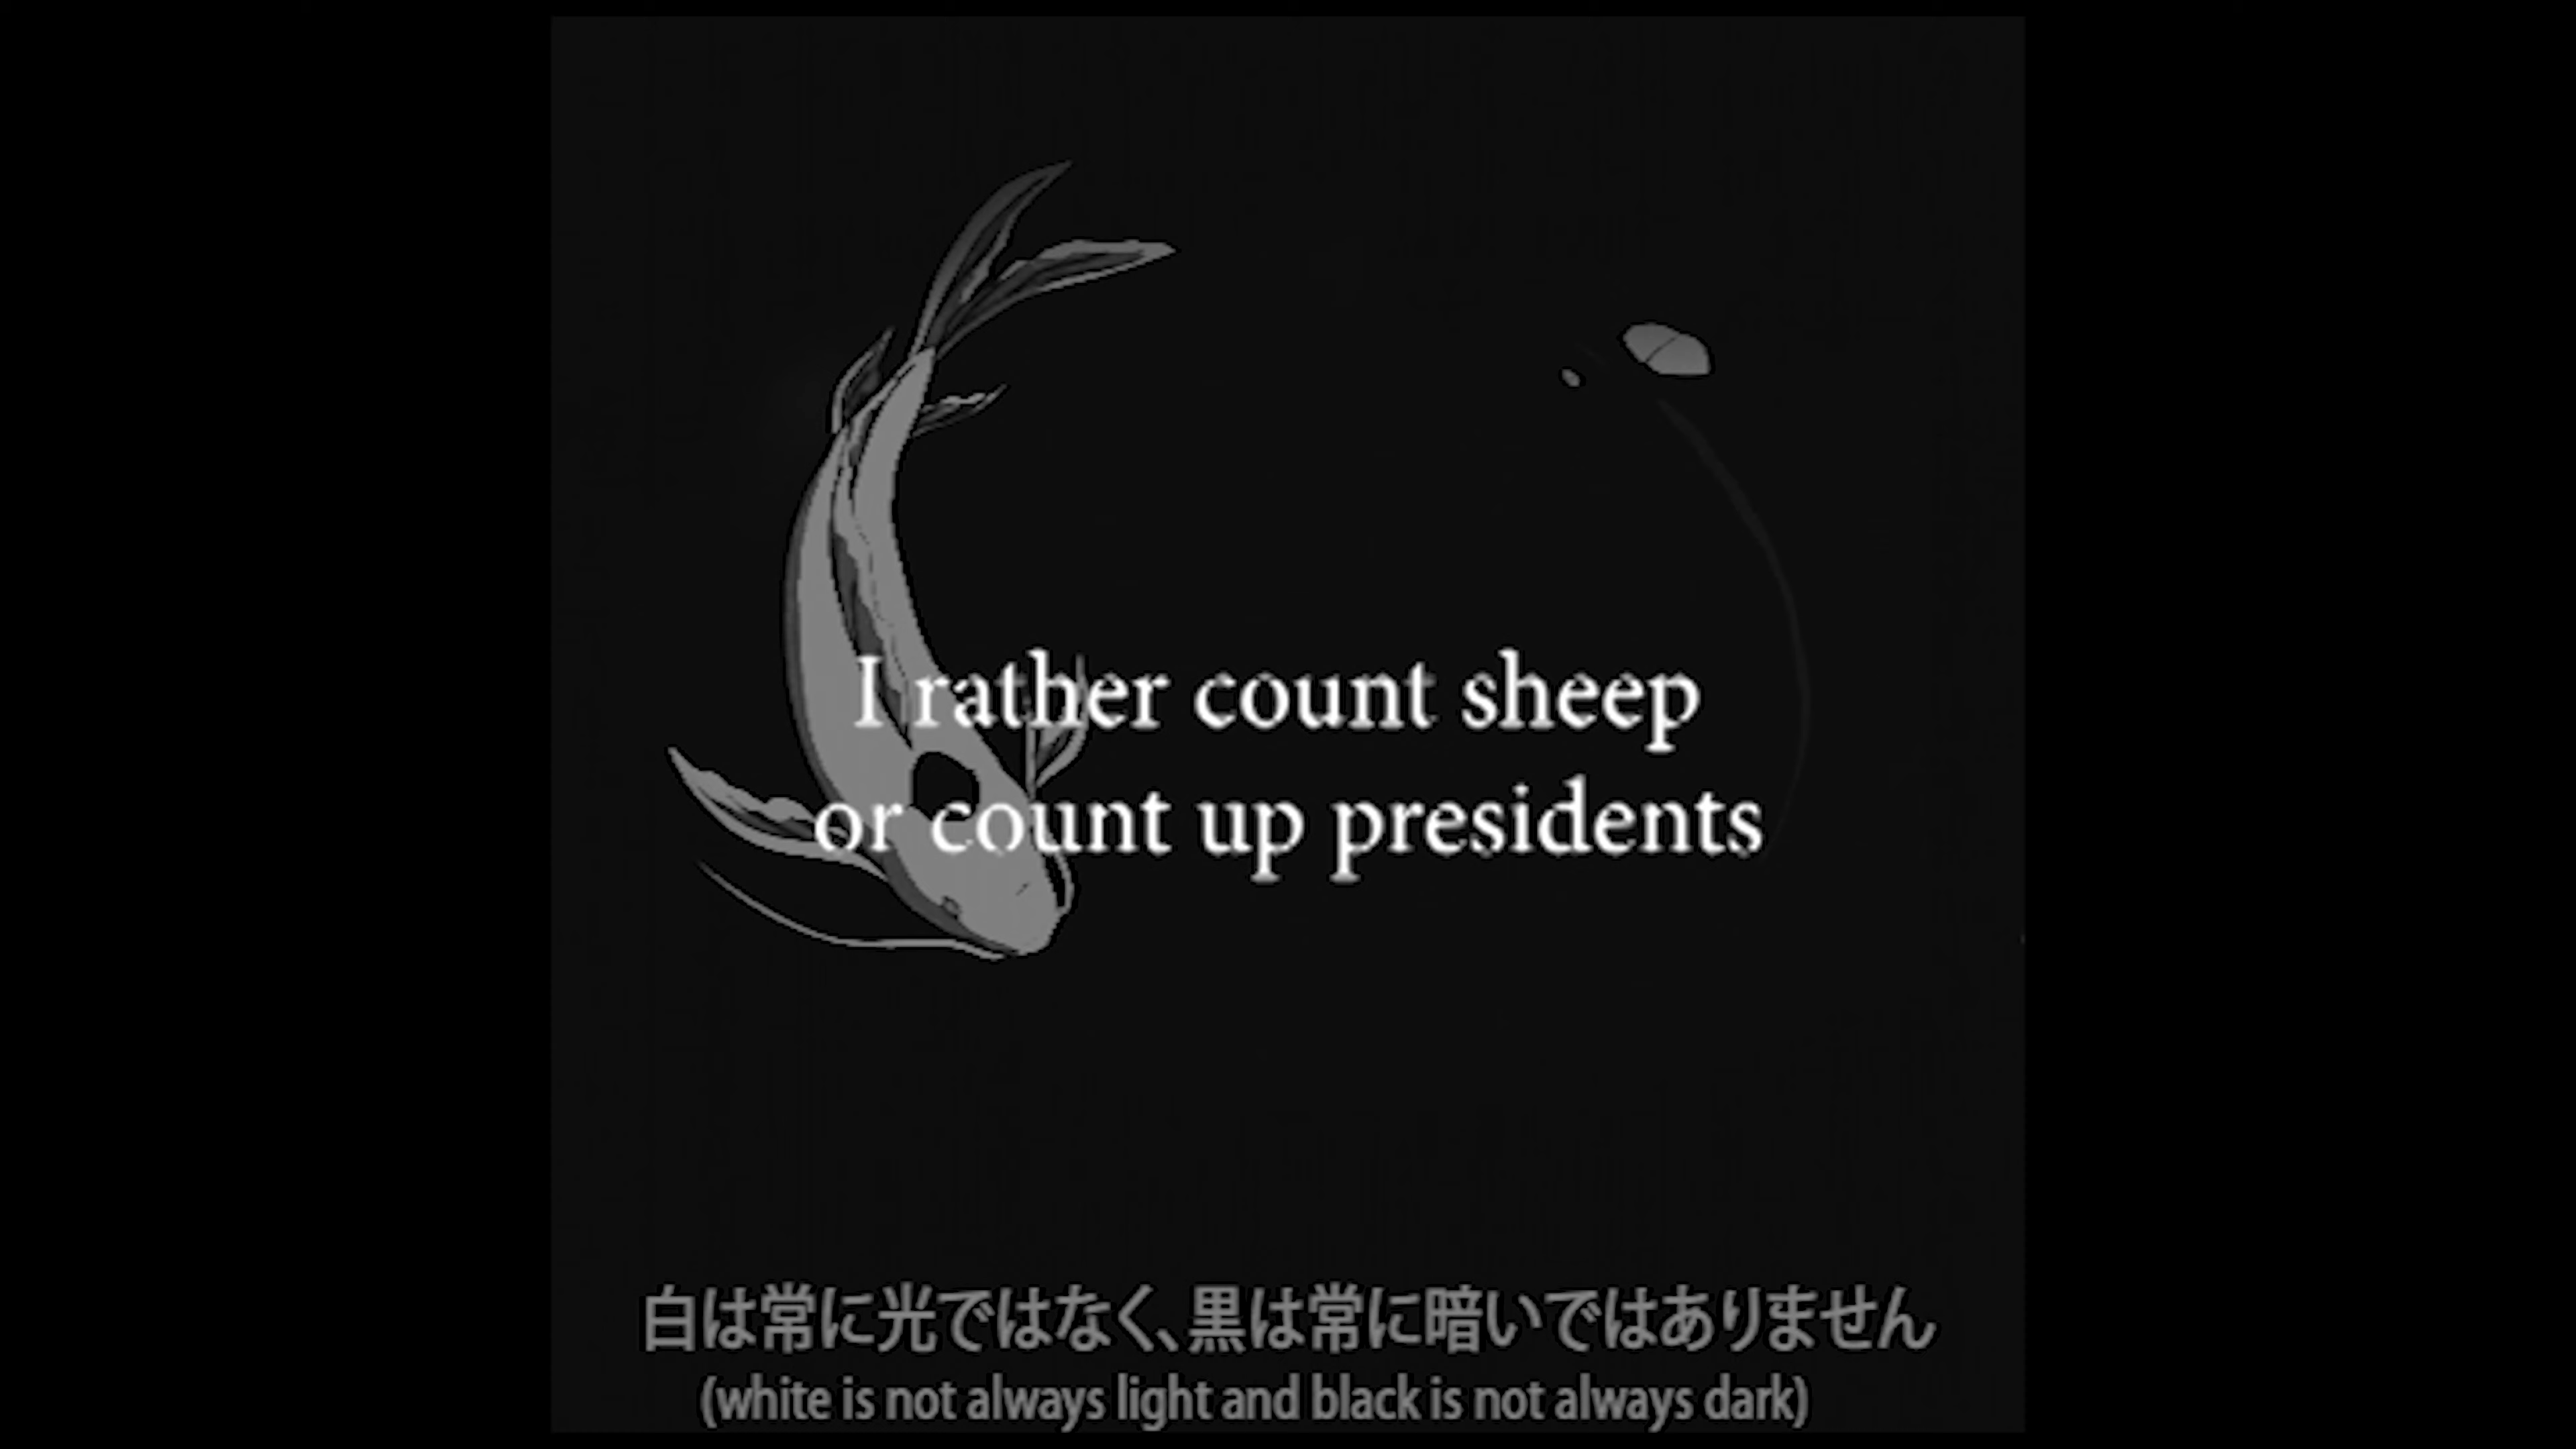 I rather count sheep
or count up presidents
白は常に光ではなく、黒は常に暗いではありません
(white is not always light and black is not always dark)